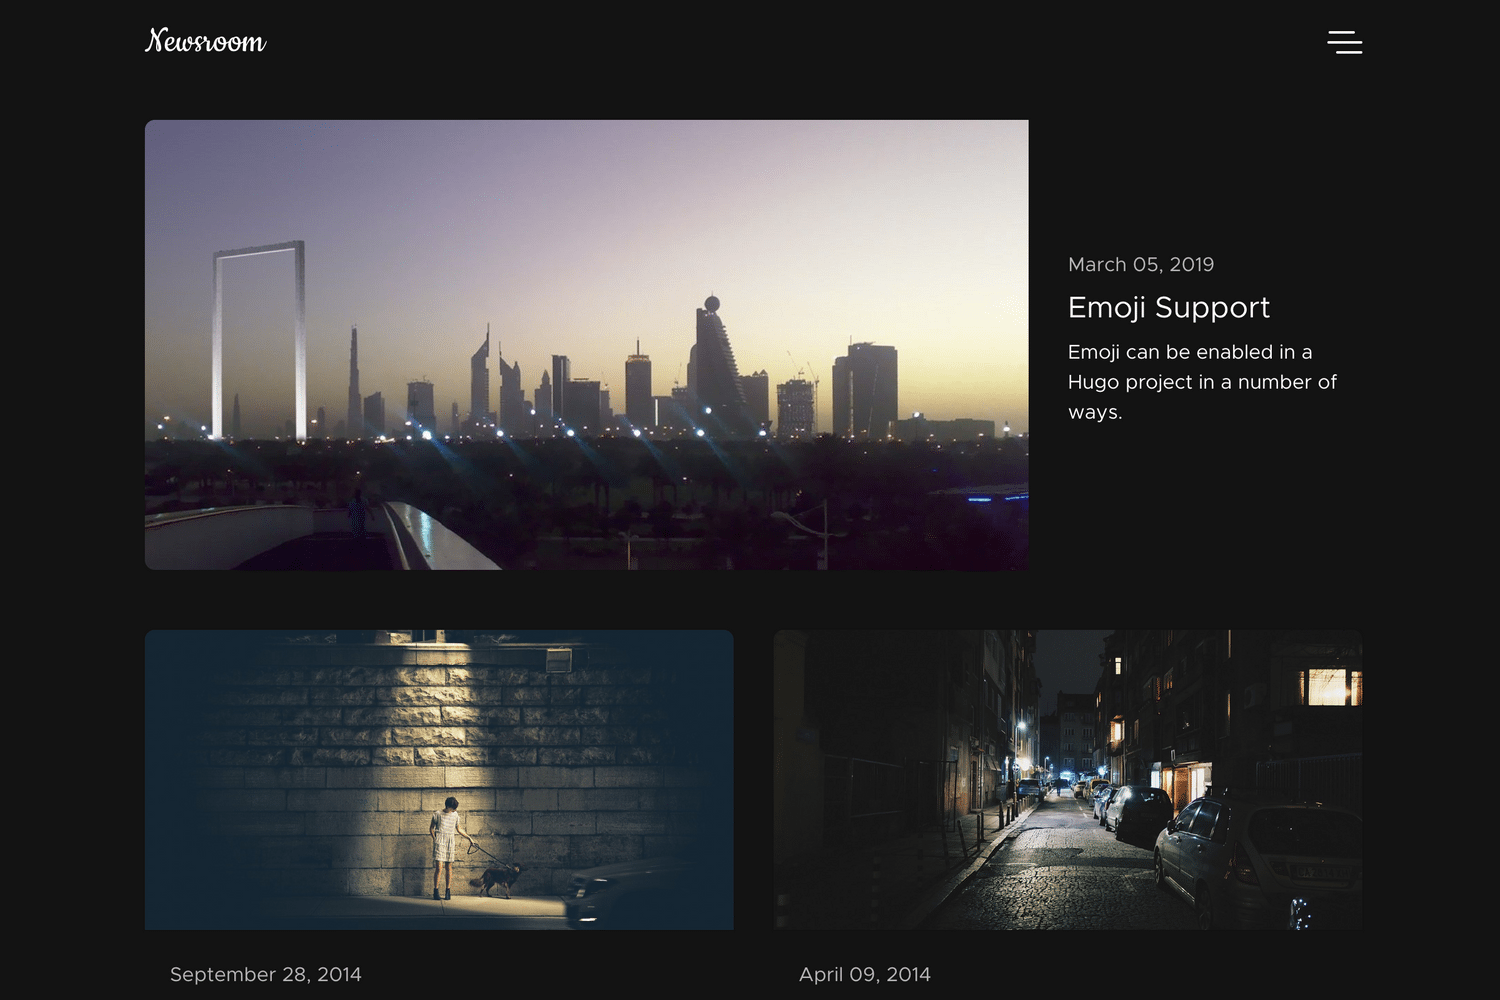 Newsroom
March 05, 2019
Emoji Support
Emoji can be enabled in a
Hugo project in a number of
ways.
September 28, 2014
April 09, 2014